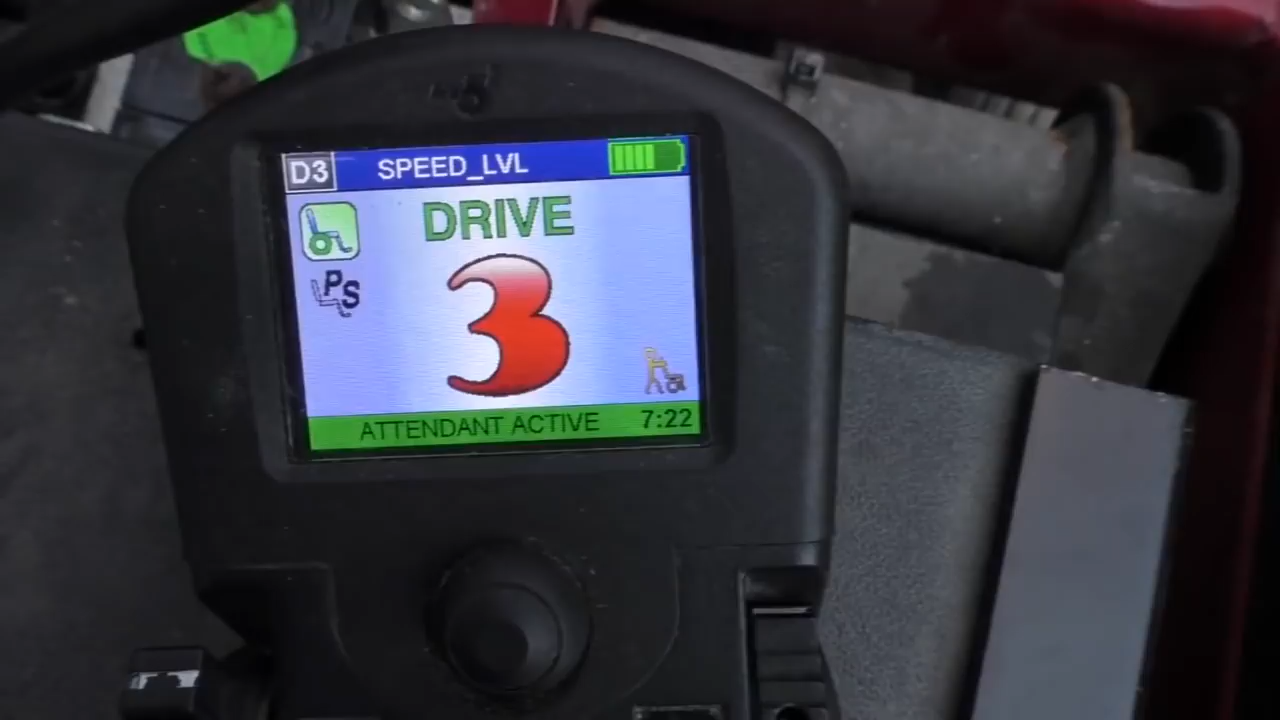 D3 SPEED_LVL
DRIVE
PS
3
ATTENDANT ACTIVE 7:22